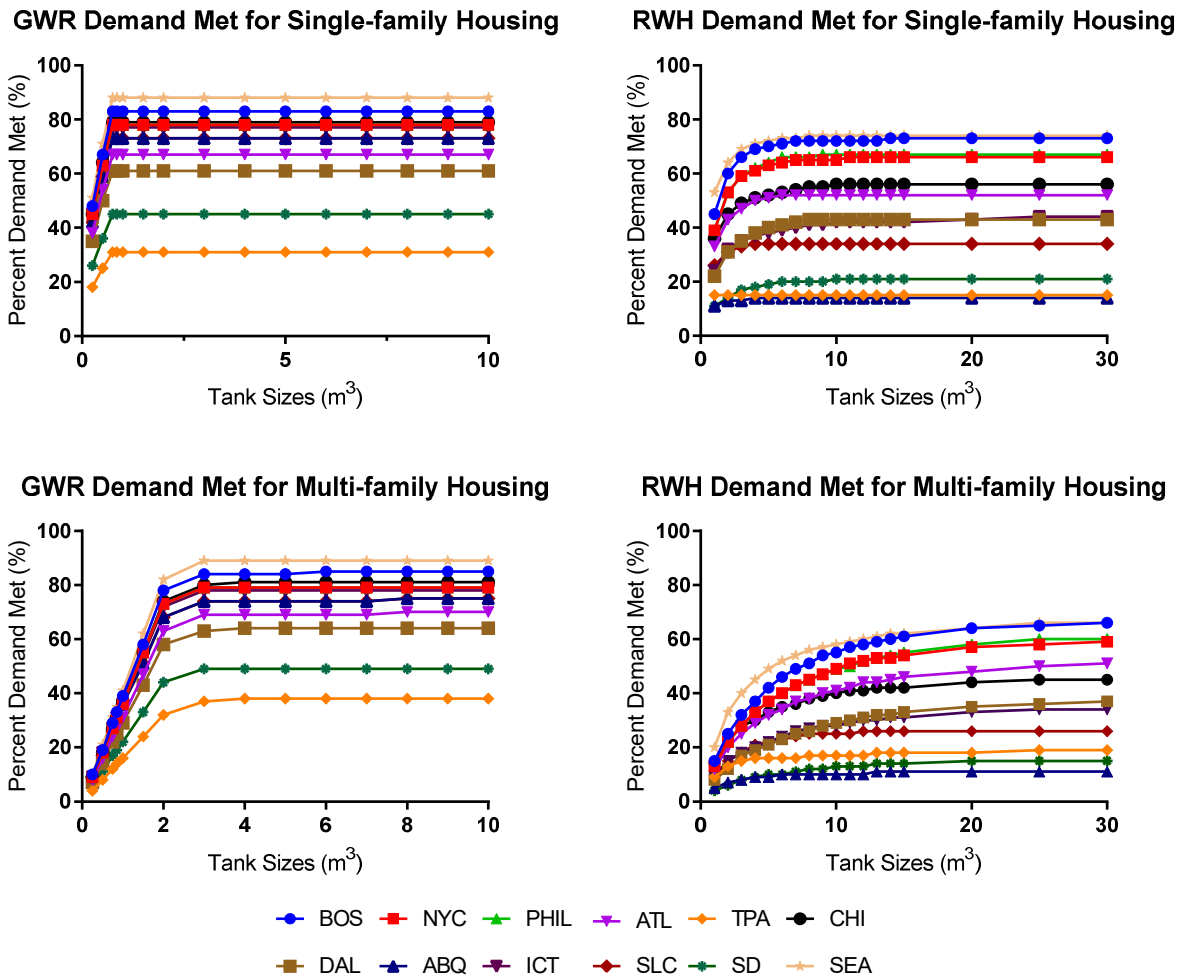 GWR Demand Met for Single-family Housing
Percent Demand Met (%)
100
80
60
40
20
0
0 5 10
Tank Sizes (m³)
RWH Demand Met for Single-family Housing
Percent Demand Met (%)
100
80
60
40
20
0
0 10 20 30
Tank Sizes (m³)
GWR Demand Met for Multi-family Housing
Percent Demand Met (%)
100
80
60
40
20
0
0 2 4 6 8 10
Tank Sizes (m³)
RWH Demand Met for Multi-family Housing
Percent Demand Met (%)
100
80
60
40
20
0
0 10 20 30
Tank Sizes (m³)
BOS NYC PHIL ATL TPA CHI
DAL ABQ ICT SLC SD SEA